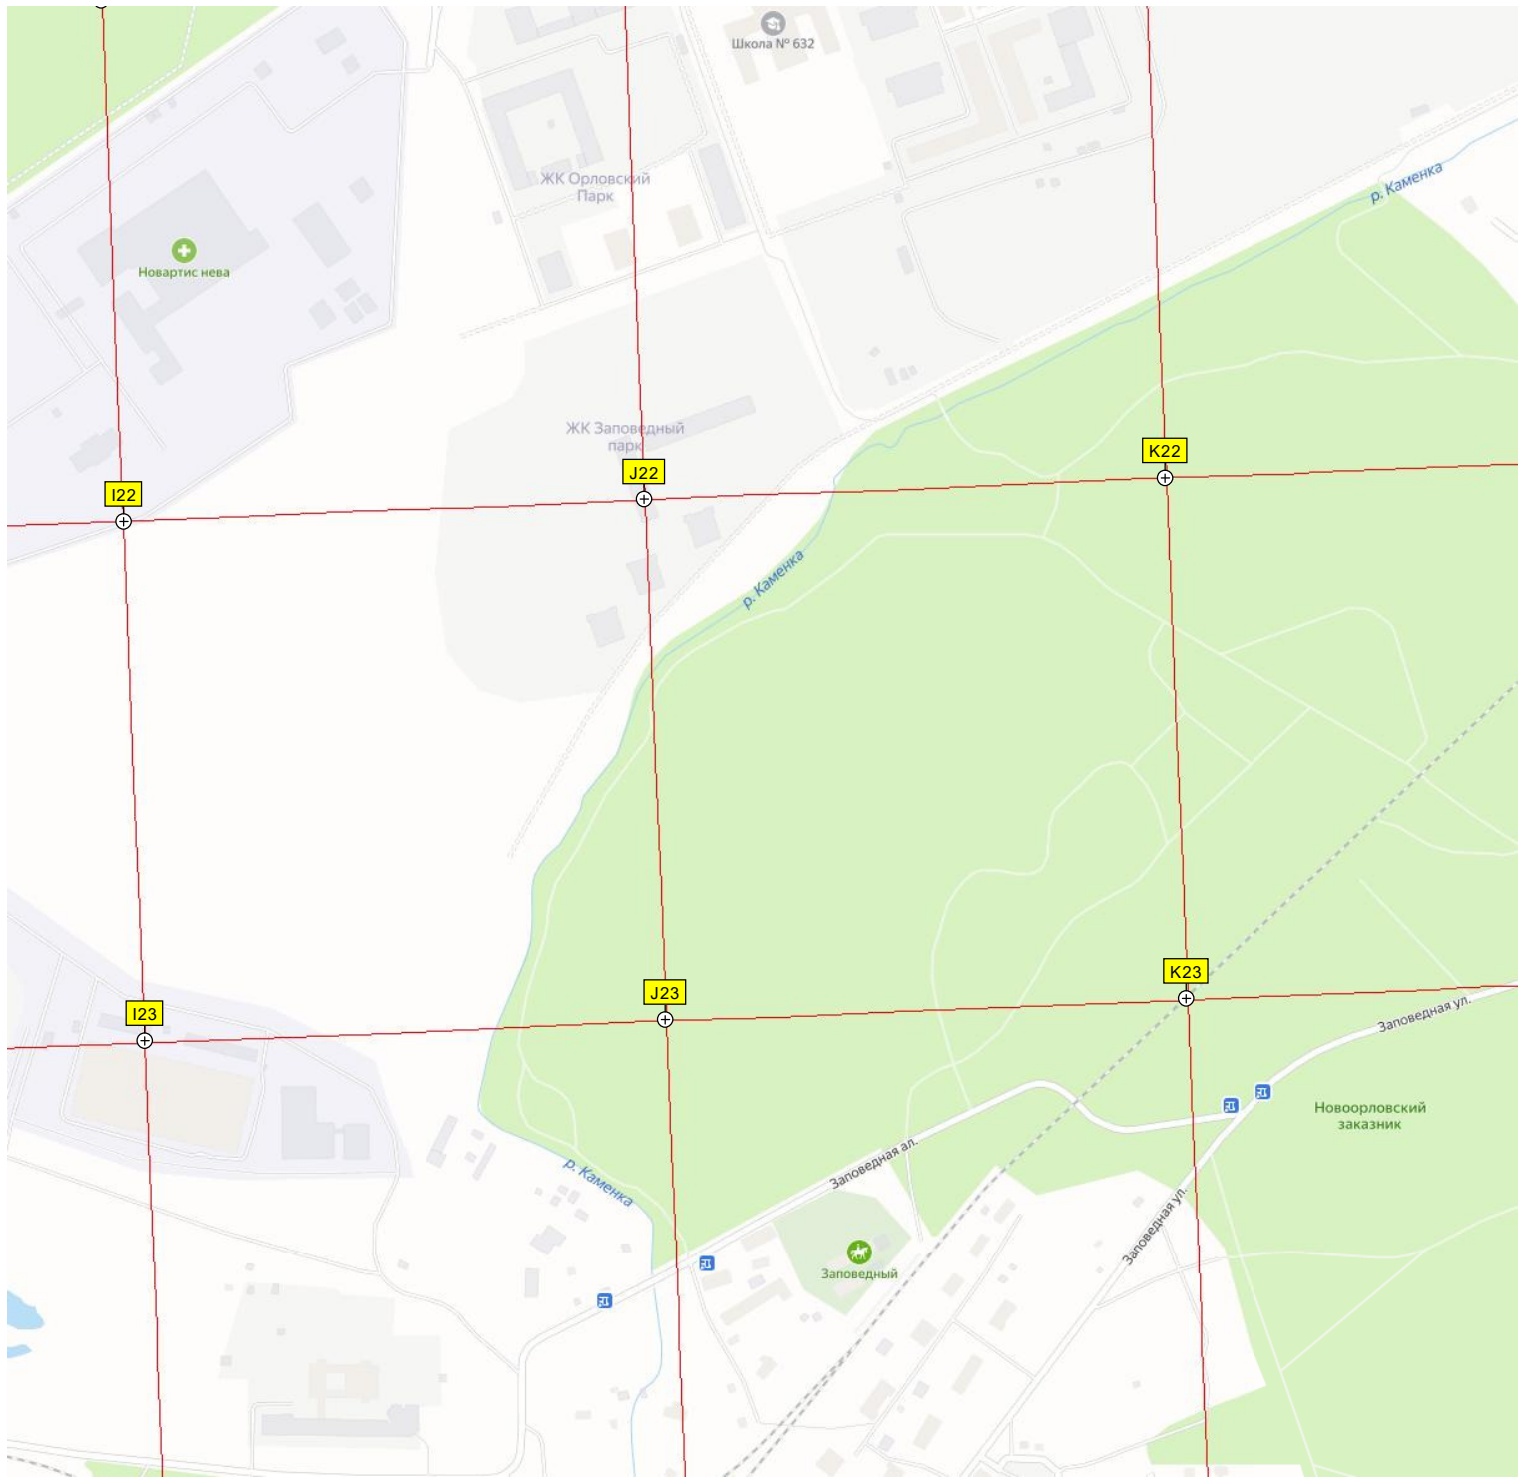 Школа № 632
р. Каменка
ЖК Орловский
Парк
Новартис нева
ЖК Заповедный
парк
K22
J22
I22
р. Каменка
K23
J23
I23
Заповедная ул.
Новоорловский
заказник
Заповедная ал.
р. Каменка
Заповедная ул.
Заповедный